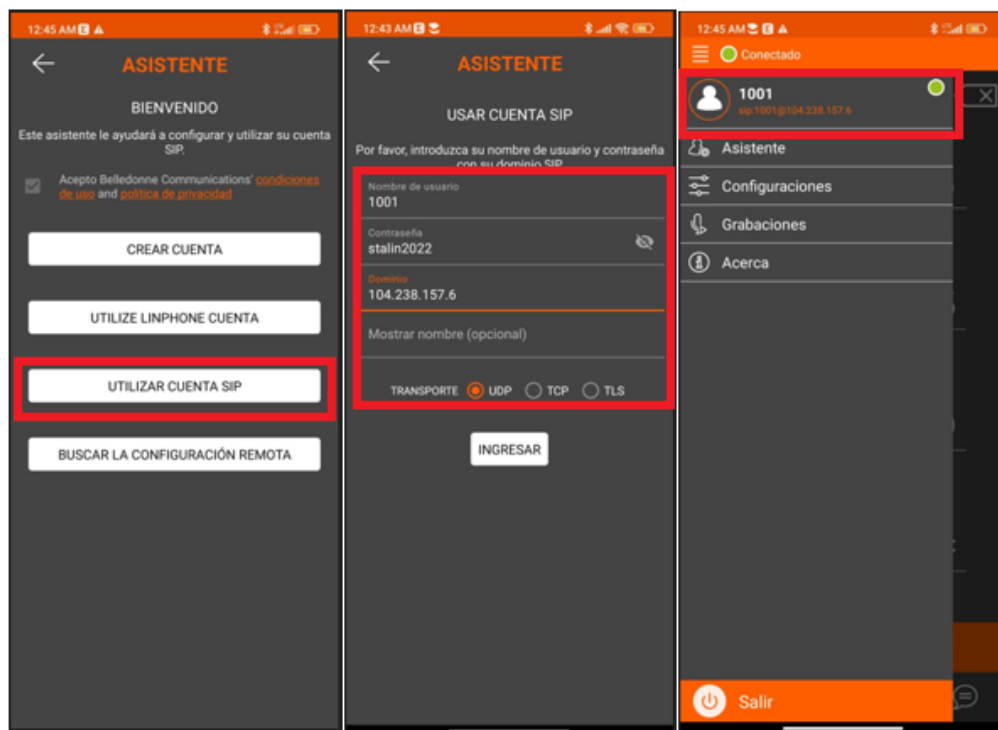 12:45 AM
ASISTENTE
BIENVENIDO
Este asistente le ayudará a configurar y utilizar su cuenta
SIP.
Acepto Belledonne Communications' condiciones
de uso and política de privacidad
CREAR CUENTA
UTILIZE LINPHONE CUENTA
UTILIZAR CUENTA SIP
BUSCAR LA CONFIGURACIÓN REMOTA
12:43 AM
ASISTENTE
USAR CUENTA SIP
Por favor, introduzca su nombre de usuario y contraseña
con su dominio SIP
Nombre de usuario
1001
Contraseña
stalin2022
Dominio
104.238.157.6
Mostrar nombre (opcional)
TRANSPORTE UDP TCP TLS
INGRESAR
12:45 AM
Conectado
1001
sip:1001@104.238.157.6
Asistente
Configuraciones
Grabaciones
Acerca
Salir